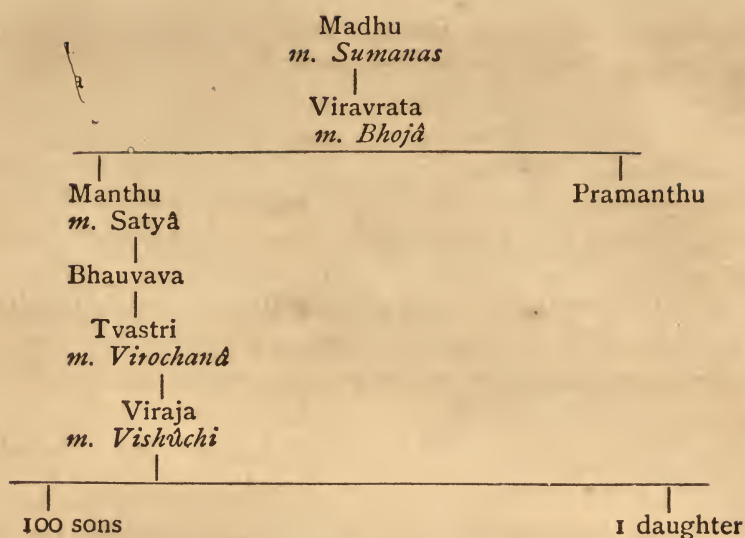 Madhu
m. Sumanas
Viravrata
m. Bhojâ
Manthu Pramanthu
m. Satyâ
Bhauvava
Tvastri
m. Virochanâ
Viraja
m. Vishûchi
100 sons 1 daughter